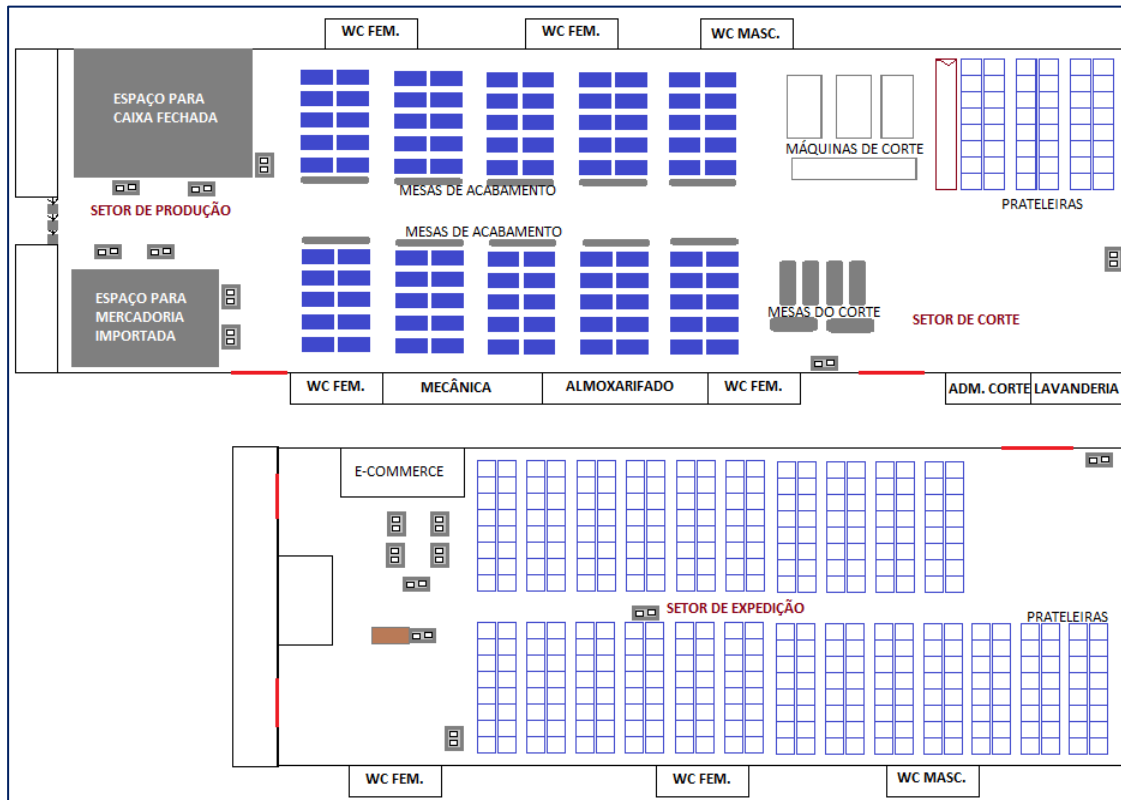 WC FEM.
WC FEM.
WC MASC.
ESPAÇO PARA
CAIXA FECHADA
MÁQUINAS DE CORTE
MESAS DE ACABAMENTO
PRATELEIRAS
SETOR DE PRODUÇÃO
MESAS DE ACABAMENTO
ESPAÇO PARA
MERCADORIA
IMPORTADA
MESAS DO CORTE
SETOR DE CORTE
WC FEM.
MECÂNICA
ALMOXARIFADO
WC FEM.
ADM. CORTE
LAVANDERIA
E-COMMERCE
SETOR DE EXPEDIÇÃO
PRATELEIRAS
WC FEM.
WC FEM.
WC MASC.